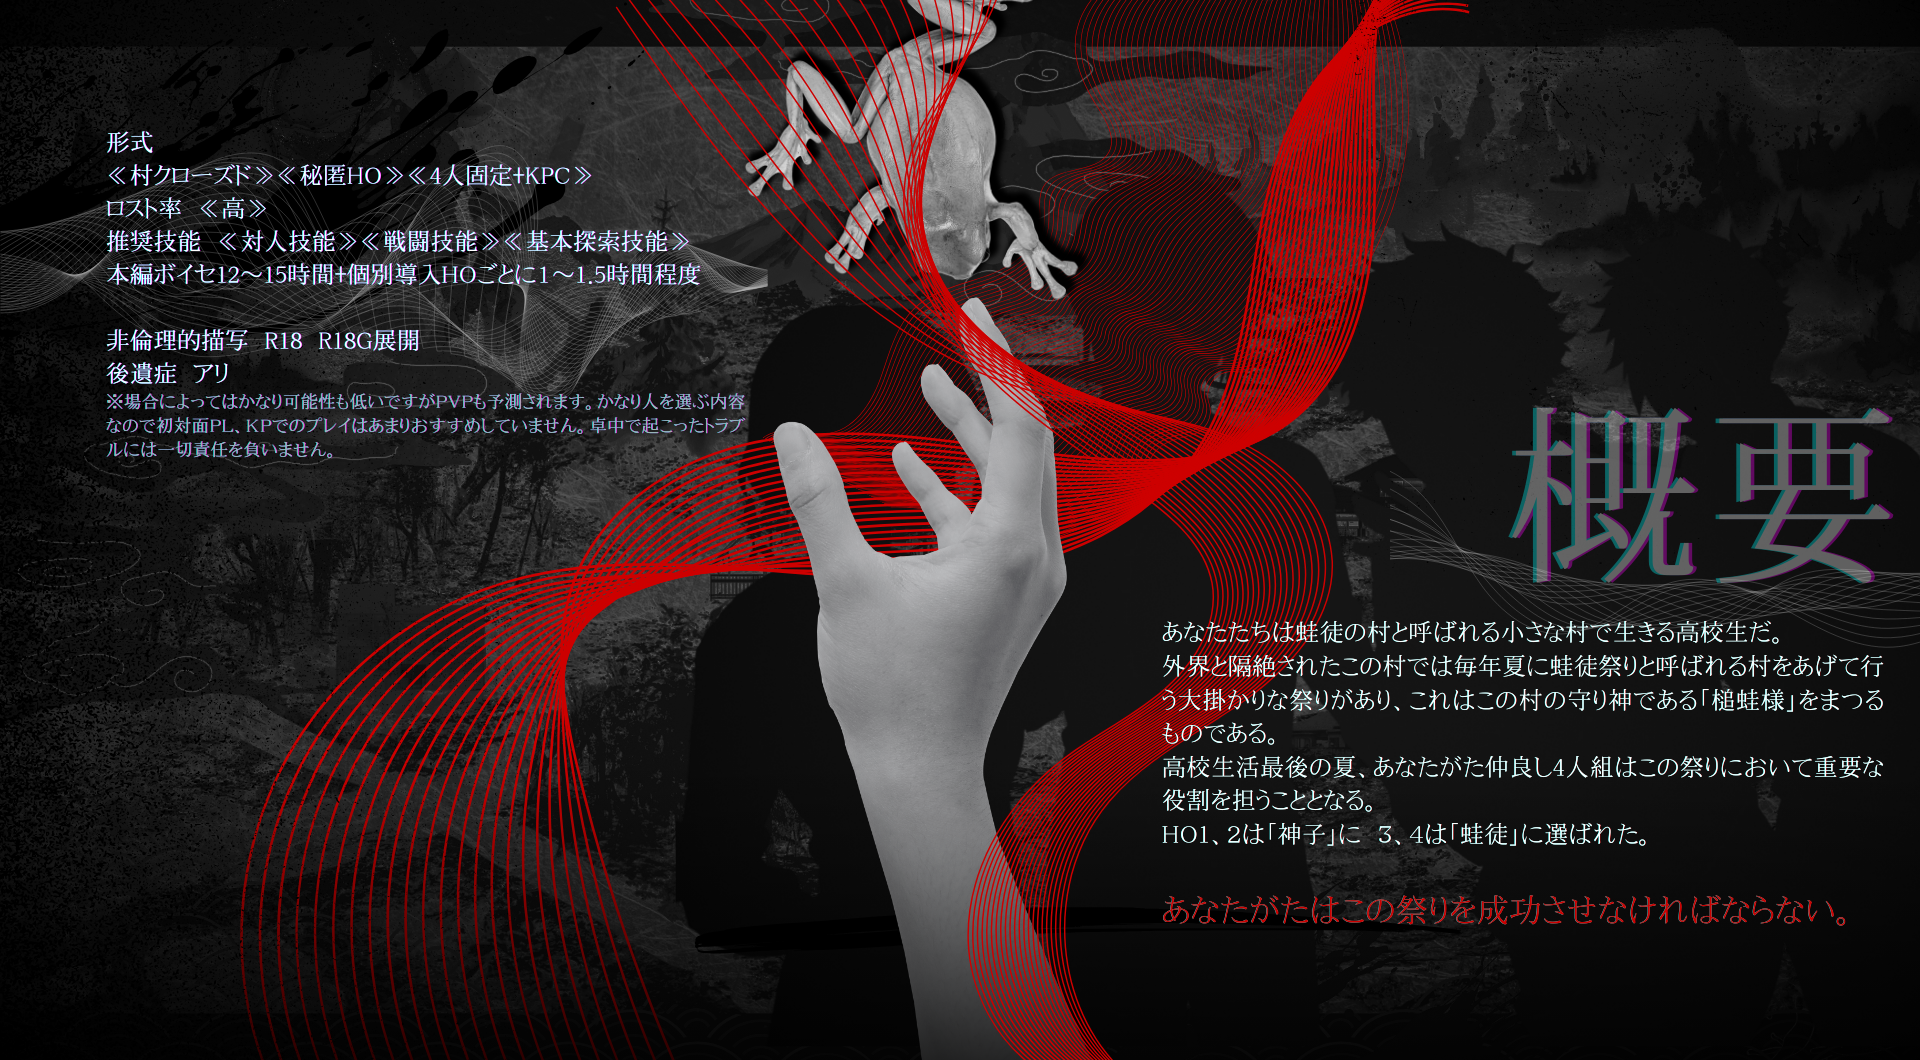 形式
≪村クローズド≫≪秘匿HO≫≪4人固定+KPC≫
ロスト率　≪高≫
推奨技能　≪対人技能≫≪戦闘技能≫≪基本探索技能≫
本編ボイセ12～15時間+個別導入HOごとに1～1.5時間程度
非倫理的描写　R18　R18G展開
後遺症　アリ
※場合によってはかなり可能性も低いですがPVPも予測されます。かなり人を選ぶ内容
なので初対面PL、KPでのプレイはあまりおすすめしていません。卓中で起こったトラブ
ルには一切責任を負いません。
概要
あなたたちは蛙徒の村と呼ばれる小さな村で生きる高校生だ。
外界と隔絶されたこの村では毎年夏に蛙徒祭りと呼ばれる村をあげて行
う大掛かりな祭りがあり、これはこの村の守り神である「槌蛙様」をまつる
ものである。
高校生活最後の夏、あなたがた仲良し4人組はこの祭りにおいて重要な
役割を担うこととなる。
HO1、2は「神子」に　3、4は「蛙徒」に選ばれた。
あなたがたはこの祭りを成功させなければならない。